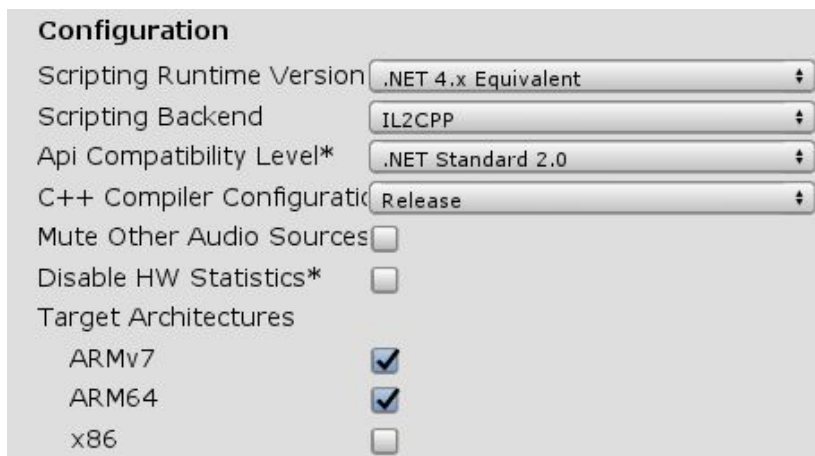 Configuration
Scripting Runtime Version .NET 4.x Equivalent
Scripting Backend IL2CPP
Api Compatibility Level* .NET Standard 2.0
C++ Compiler Configuratic Release
Mute Other Audio Sources
Disable HW Statistics*
Target Architectures
ARMv7
ARM64
x86